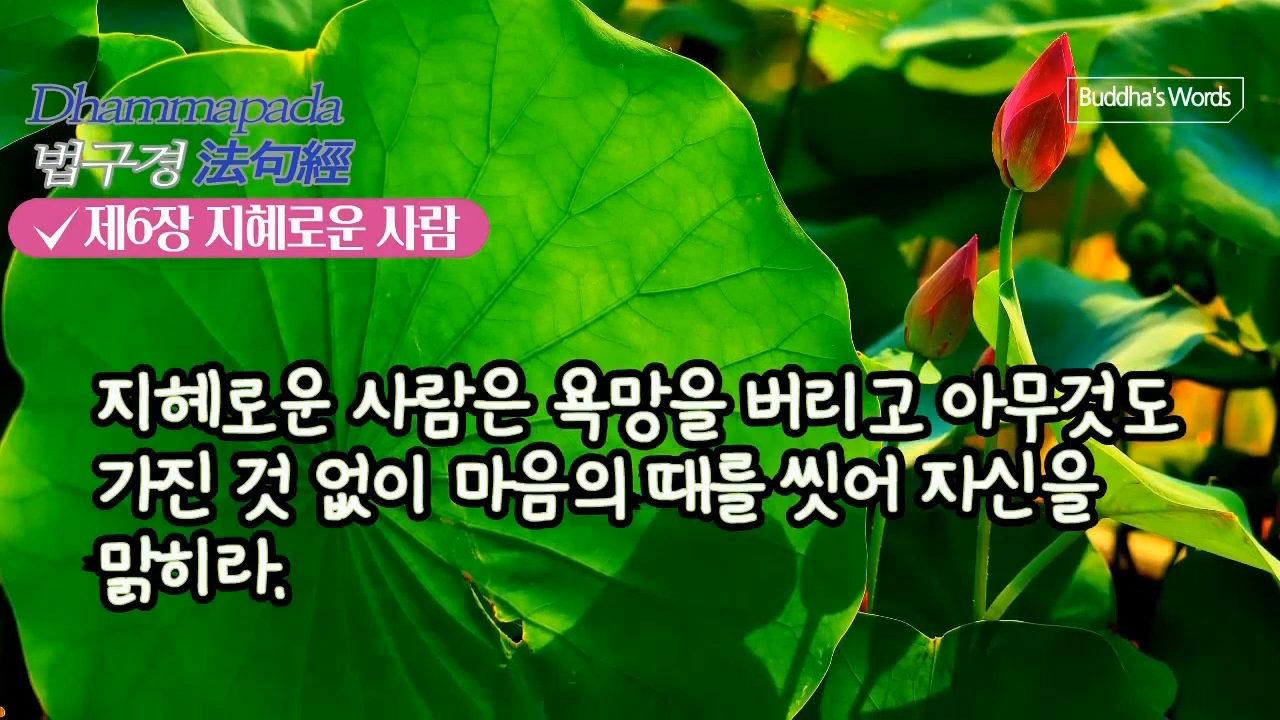 Dhammapada
법구경 法句經
제6장 지혜로운 사람
Buddha's Words
지혜로운 사람은 욕망을 버리고 아무것도
가진 것 없이 마음의 때를 씻어 자신을
맑히라.